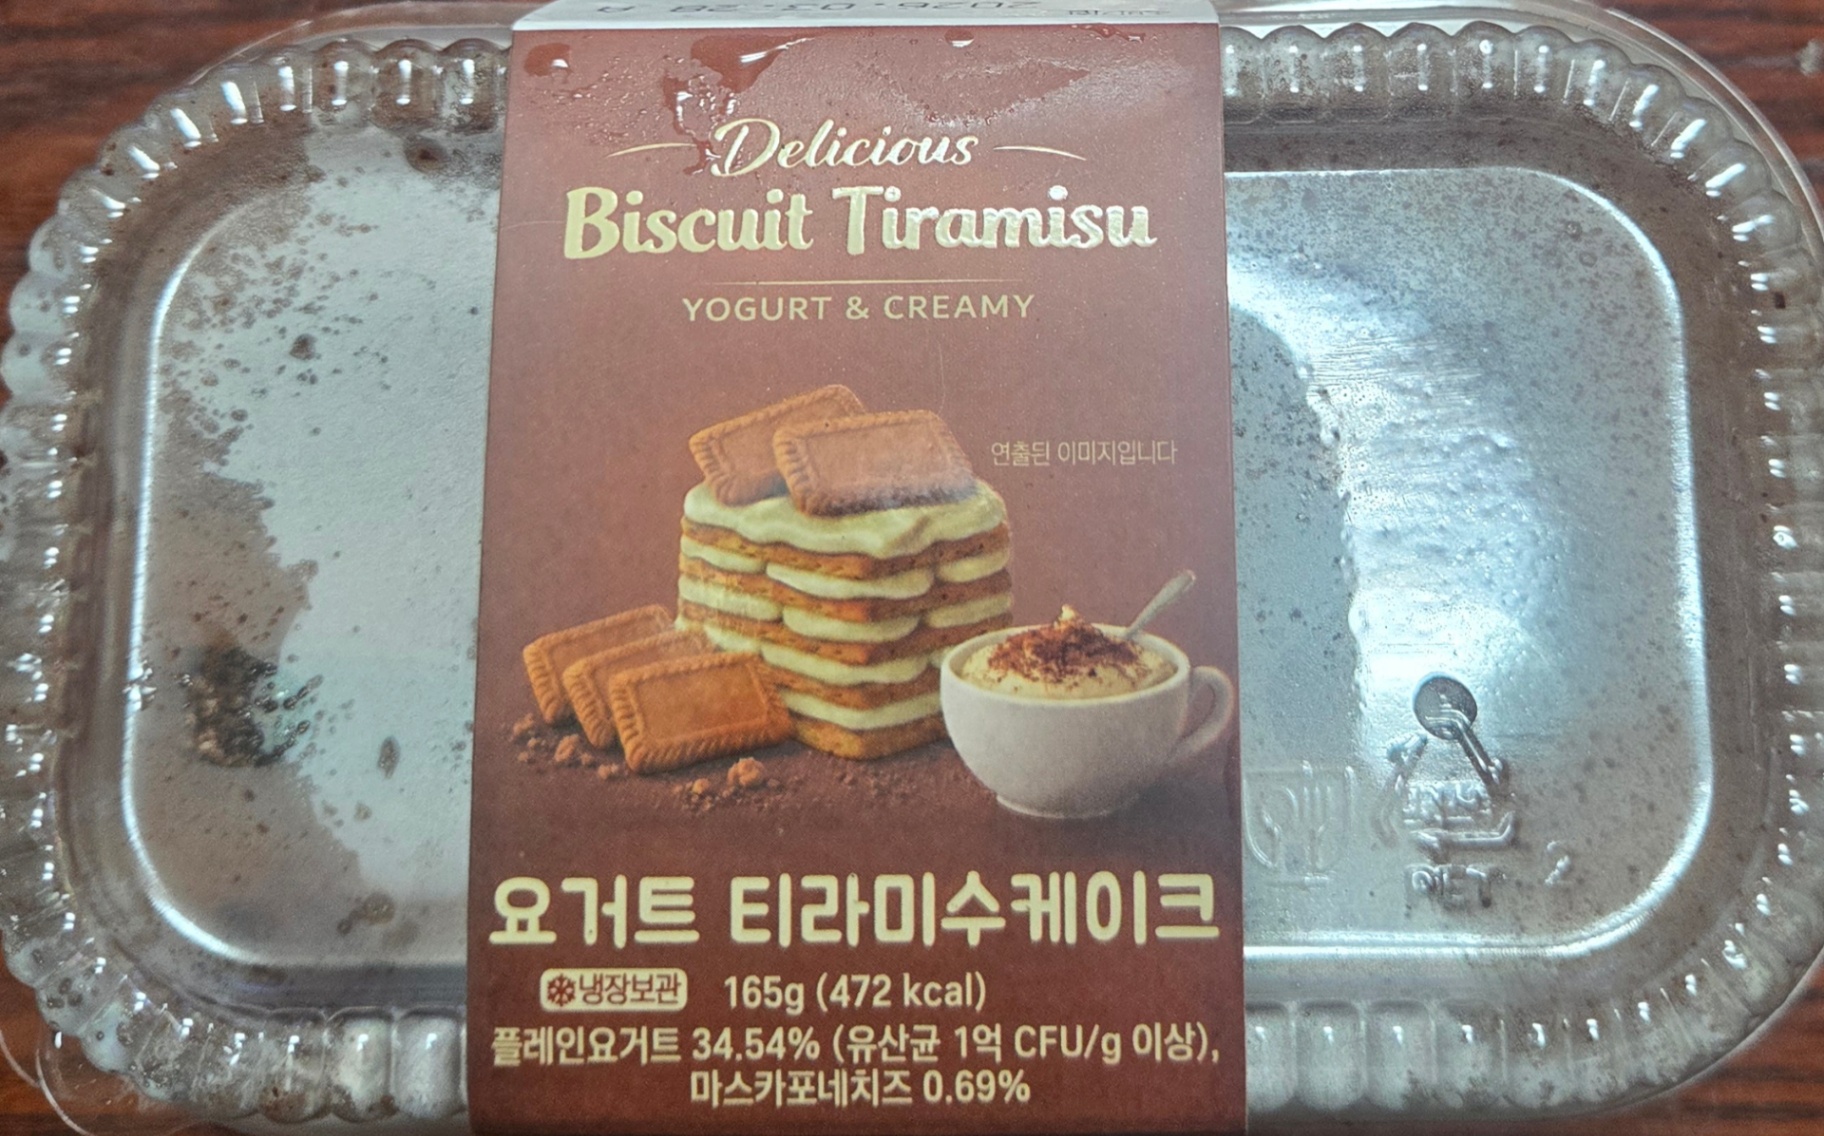 Delicious
Biscuit Tiramisu
YOGURT & CREAMY
연출된 이미지입니다
요거트 티라미수케이크
냉장보관 165g (472 kcal)
플레인요거트 34.54% (유산균 1억 CFU/g 이상),
마스카포네치즈 0.69%
PET 2